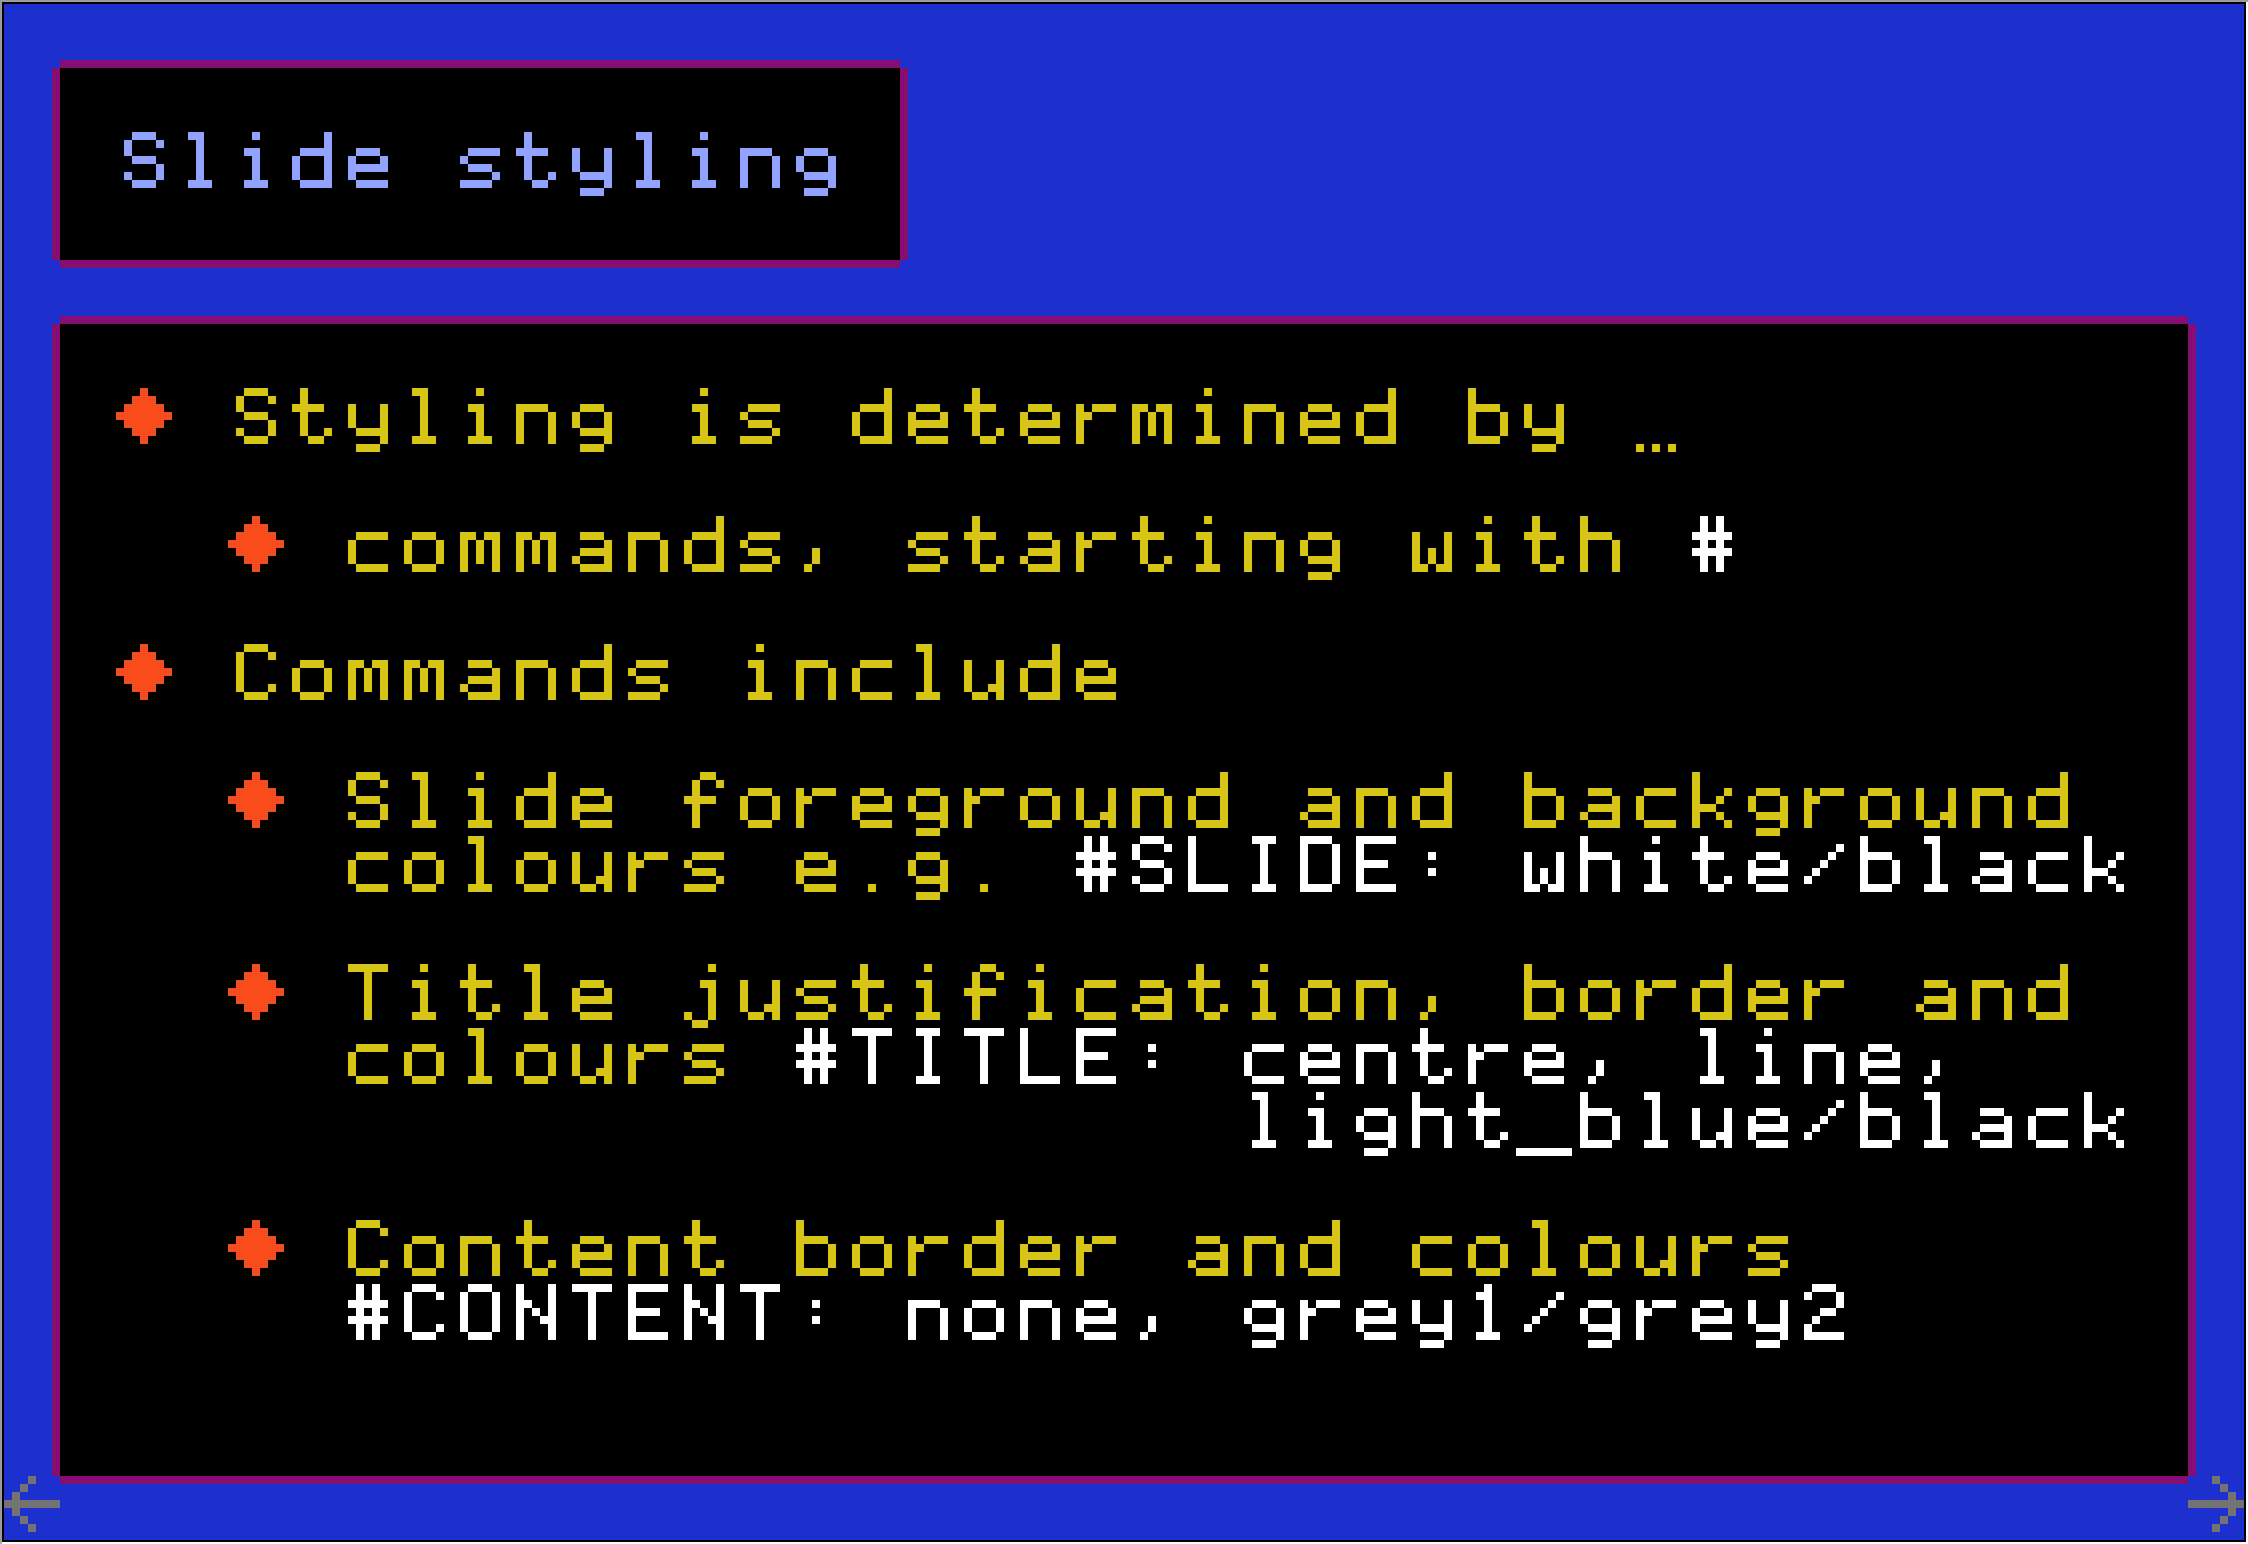 Slide styling
Styling is determined by …
commands, starting with #
Commands include
Slide foreground and background
colours e.g. #SLIDE: white/black
Title justification, border and
colours #TITLE: centre, line,
light_blue/black
Content border and colours
#CONTENT: none, grey1/grey2